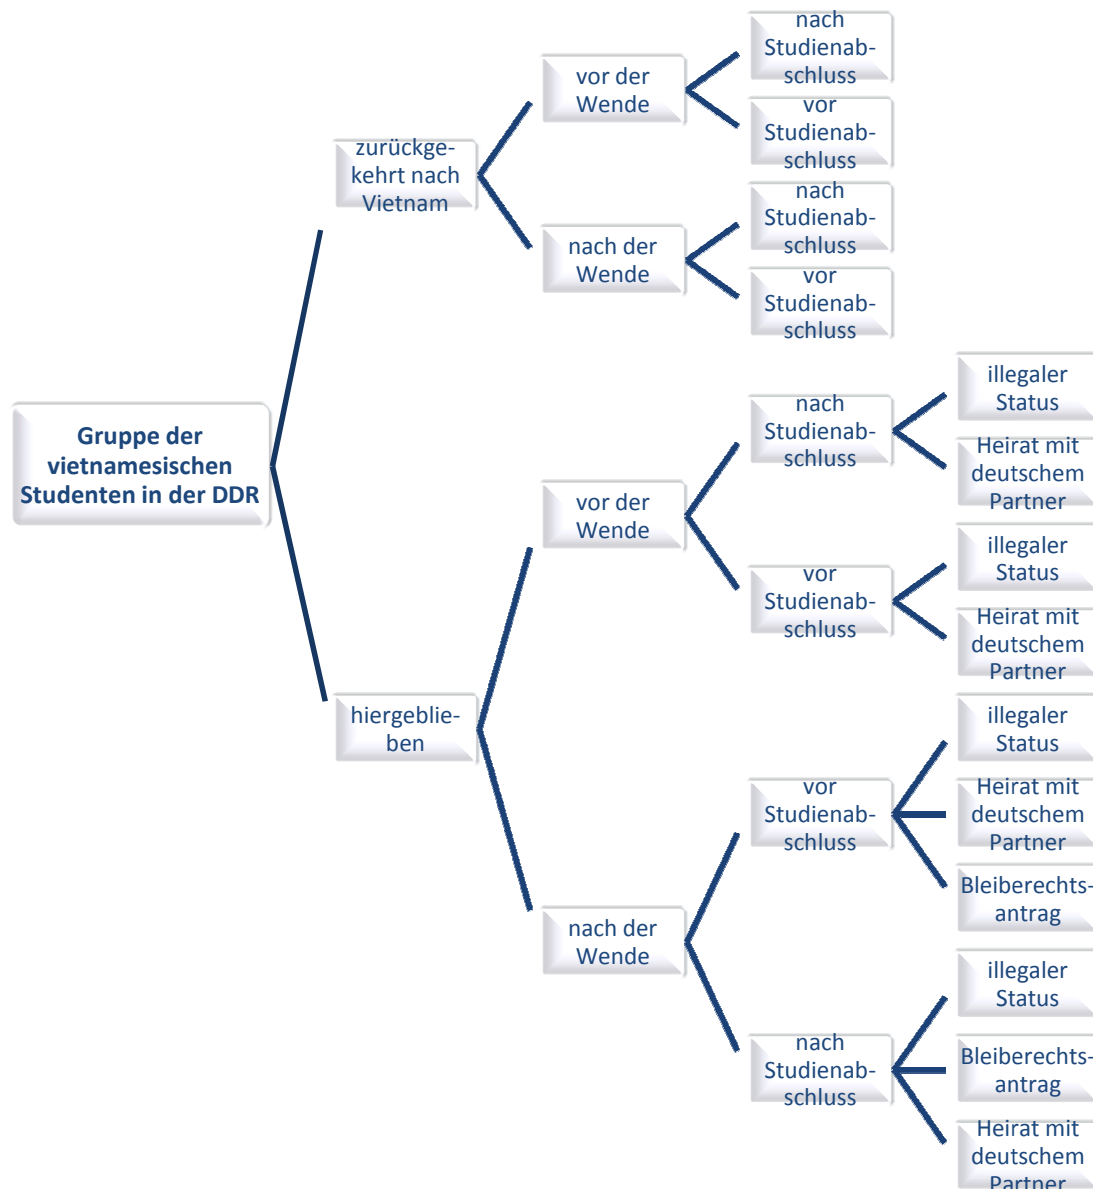 Gruppe der
vietnamesischen
Studenten in der DDR
zurückge-
kehrt nach
Vietnam
vor der
Wende
nach
Studienab-
schluss
vor
Studienab-
schluss
nach der
Wende
nach
Studienab-
schluss
vor
Studienab-
schluss
hiergeblie-
ben
vor der
Wende
nach
Studienab-
schluss
illegaler
Status
Heirat mit
deutschem
Partner
vor
Studienab-
schluss
illegaler
Status
Heirat mit
deutschem
Partner
nach der
Wende
vor
Studienab-
schluss
illegaler
Status
Heirat mit
deutschem
Partner
Bleiberechts-
antrag
nach
Studienab-
schluss
illegaler
Status
Bleiberechts-
antrag
Heirat mit
deutschem
Partner